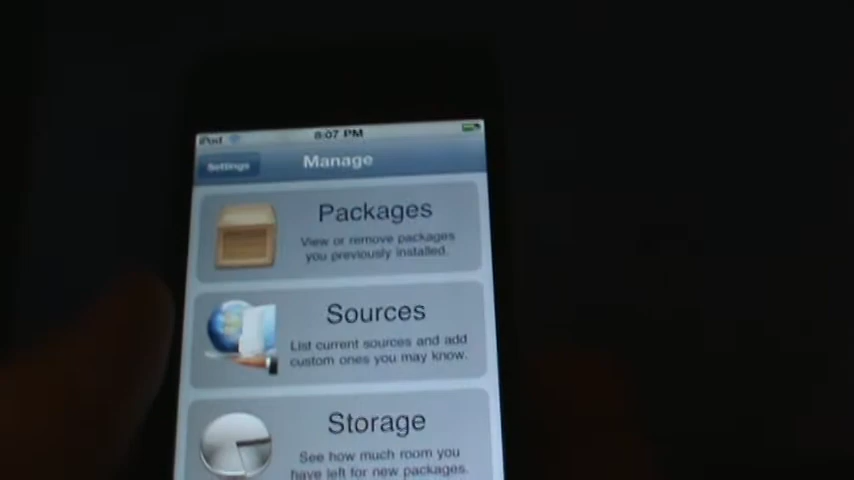 iPod 8:07 PM
Settings Manage
Packages
View or remove packages
you previously installed.
Sources
List current sources and add
custom ones you may know.
Storage
See how much room you
have left for new packages.